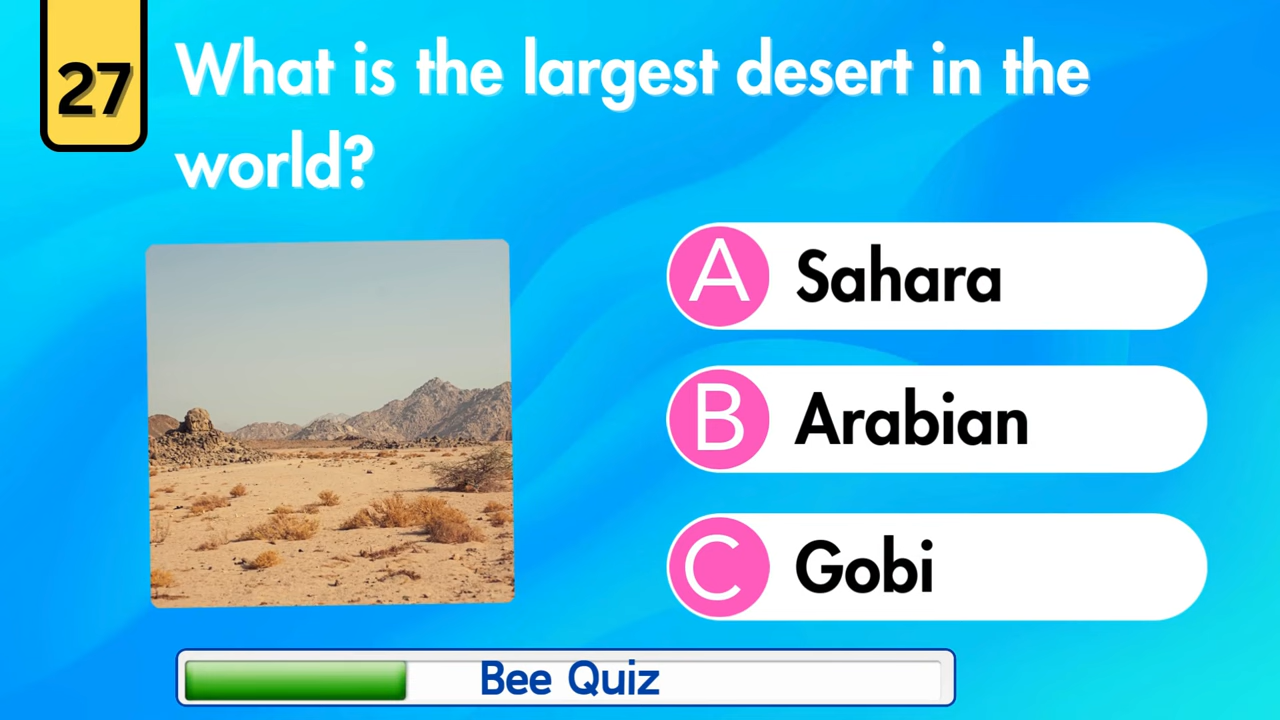 27
What is the largest desert in the
world?
A Sahara
B Arabian
C Gobi
Bee Quiz